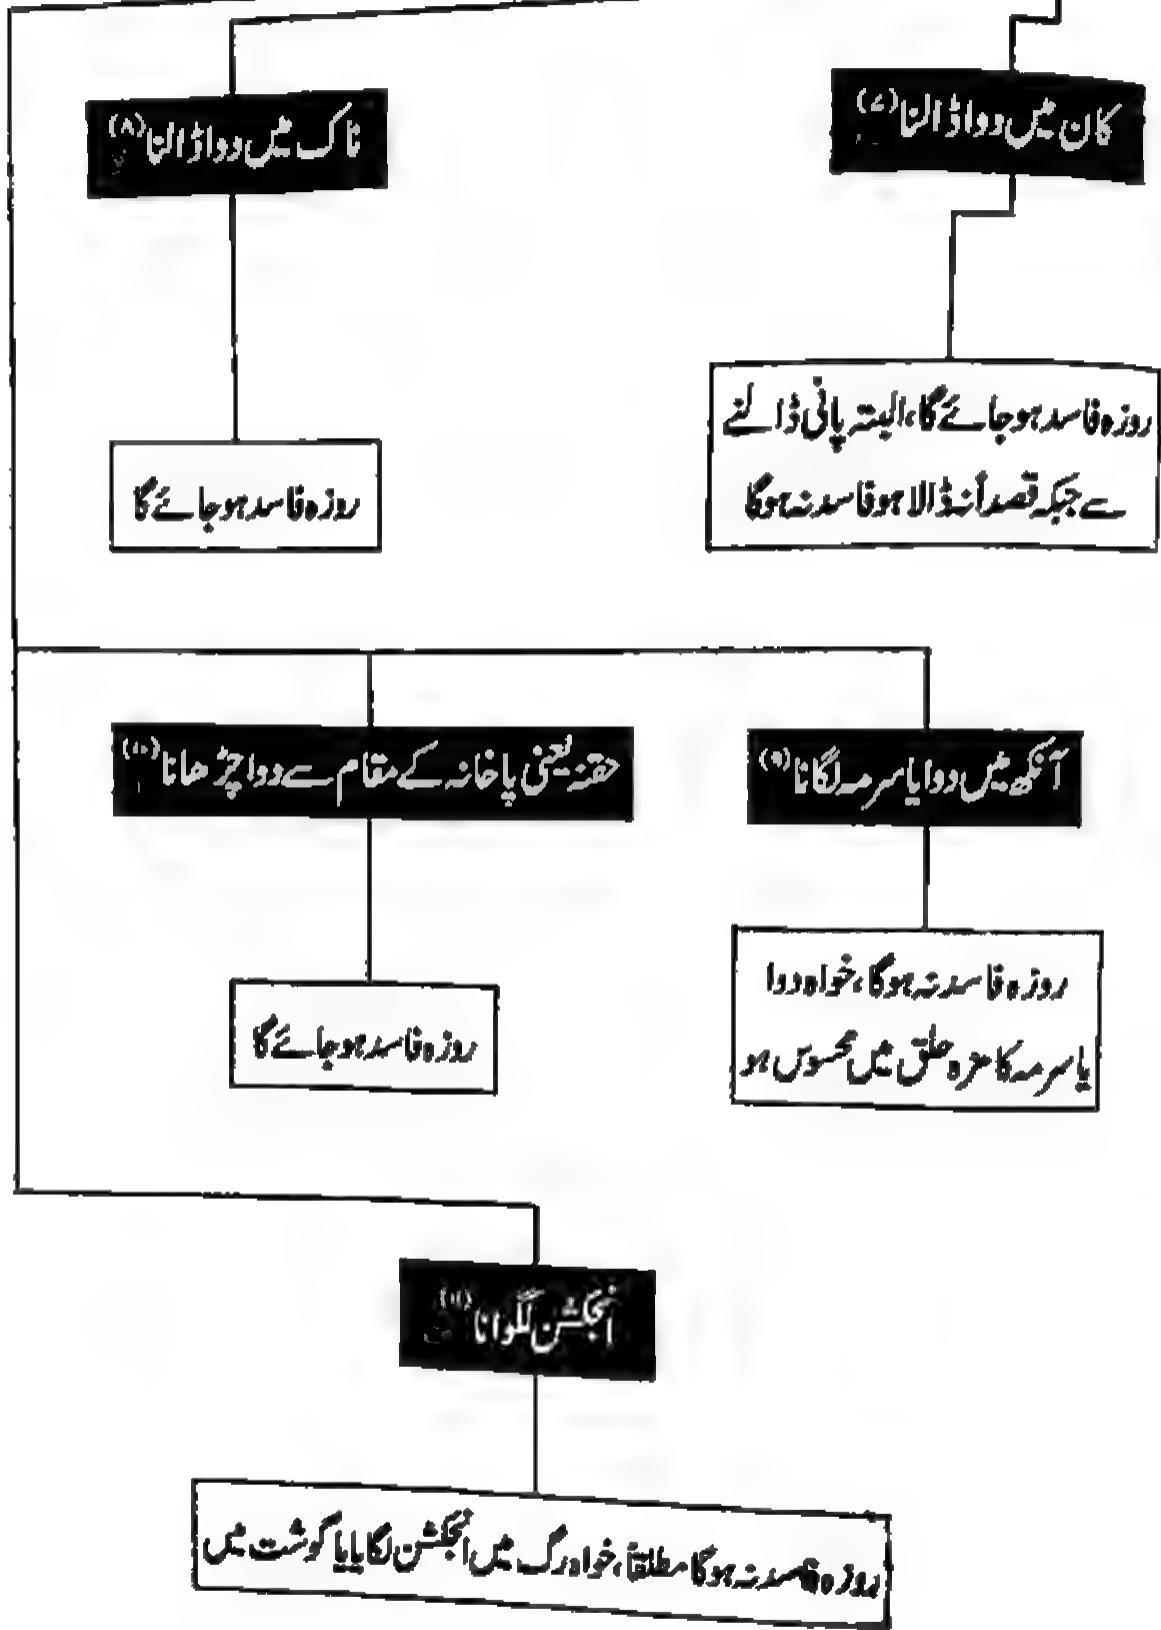 کان میں دوا ڈالنا (۷)
روزہ فاسد ہو جائے گا، البتہ پانی ڈالنے
سے جبکہ قصداً نہ ڈالا ہو فاسد نہ ہوگا
ناک میں دوا ڈالنا (۸)
روزہ فاسد ہو جائے گا
آنکھ میں دوا یا سرمہ لگانا (۹)
روزہ فاسد نہ ہوگا، خواہ دوا
یا سرمہ کا مزہ حلق میں محسوس ہو
حقنہ یعنی پاخانہ کے مقام سے دوا چڑھانا (۱۰)
روزہ فاسد ہو جائے گا
انجکشن لگوانا (۱۱)
روزہ فاسد نہ ہوگا مطلقاً، خواہ رگ میں انجکشن لگایا یا گوشت میں